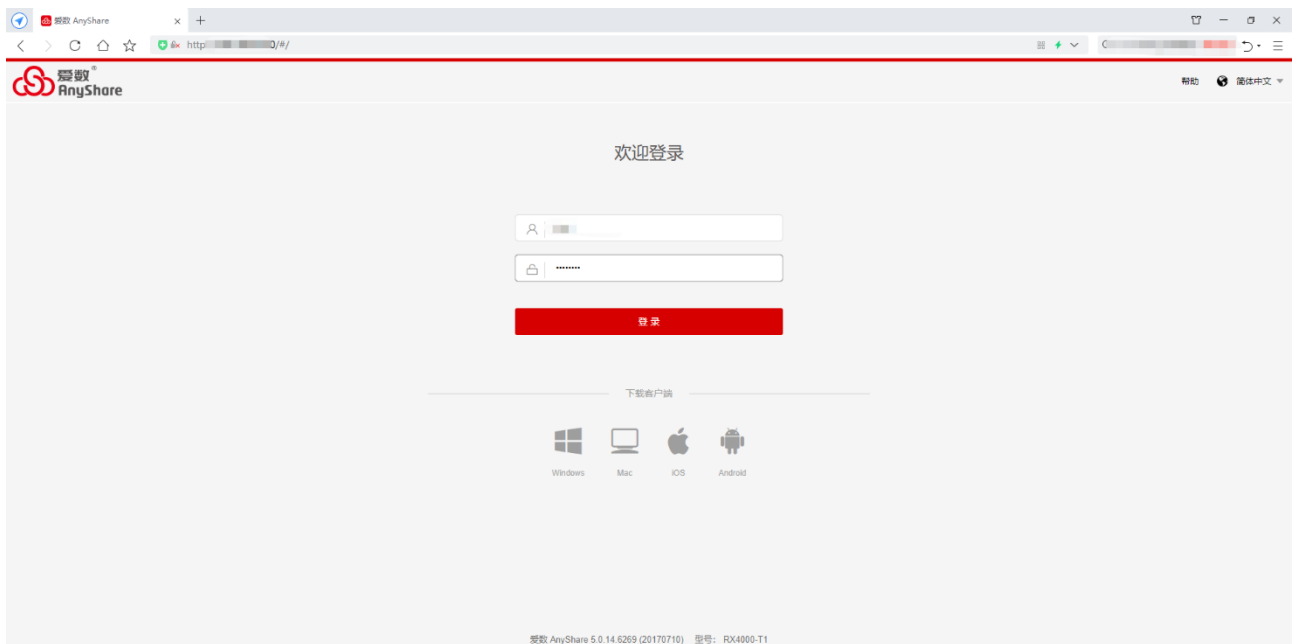 爱数 AnyShare
http
/#/
爱数®
AnyShare
帮助
简体中文
欢迎登录
登 录
下载客户端
Windows Mac iOS Android
爱数 AnyShare 5.0.14.6269 (20170710) 型号: RX4000-T1